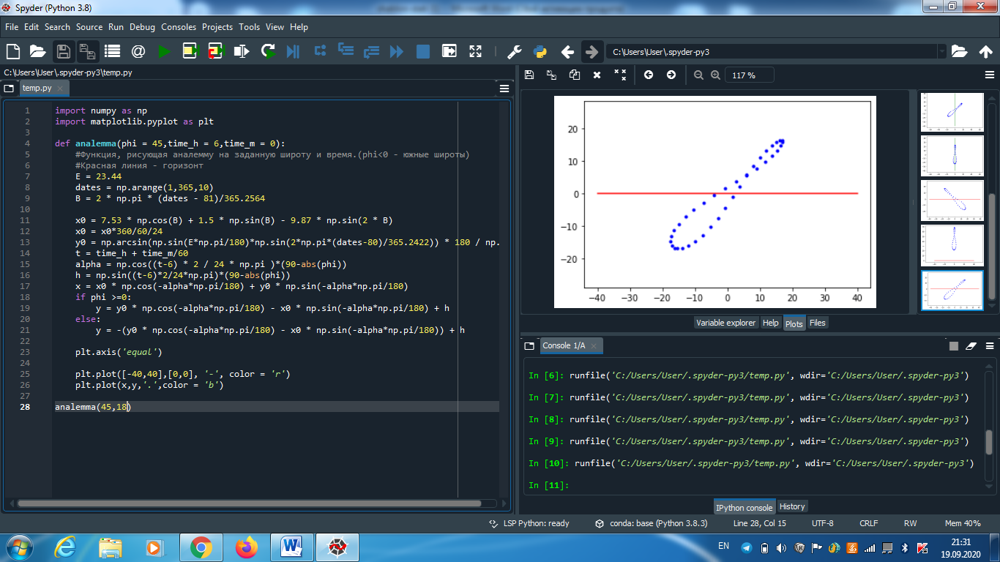 Spyder (Python 3.8)
File Edit Search Source Run Debug Consoles Projects Tools View Help
C:\Users\User\.spyder-py3
C:\Users\User\.spyder-py3\temp.py
temp.py
1 import numpy as np
2 import matplotlib.pyplot as plt
3
4 def analemma(phi = 45,time_h = 6,time_m = 0):
5 #Функция, рисующая аналемму на заданную широту и время.(phi<0 - южные широты)
6 #Красная линия - горизонт
7 E = 23.44
8 dates = np.arange(1,365,10)
9 B = 2 * np.pi * (dates - 81)/365.2564
10
11 x0 = 7.53 * np.cos(B) + 1.5 * np.sin(B) - 9.87 * np.sin(2 * B)
12 x0 = x0*360/60/24
13 y0 = np.arcsin(np.sin(E*np.pi/180)*np.sin(2*np.pi*(dates-80)/365.2422)) * 180 / np.
14 t = time_h + time_m/60
15 alpha = np.cos((t-6) * 2 / 24 * np.pi )*(90-abs(phi))
16 h = np.sin((t-6)*2/24*np.pi)*(90-abs(phi))
17 x = x0 * np.cos(-alpha*np.pi/180) + y0 * np.sin(-alpha*np.pi/180)
18 if phi >=0:
19 y = y0 * np.cos(-alpha*np.pi/180) - x0 * np.sin(-alpha*np.pi/180) + h
20 else:
21 y = -(y0 * np.cos(-alpha*np.pi/180) - x0 * np.sin(-alpha*np.pi/180)) + h
22
23 plt.axis('equal')
24
25 plt.plot([-40,40],[0,0], '-', color = 'r')
26 plt.plot(x,y,'.',color = 'b')
27
28 analemma(45,18)
117 %
20
10
0
−10
−20
−40 −30 −20 −10 0 10 20 30 40
Variable explorer Help Plots Files
Console 1/A
In [6]: runfile('C:/Users/User/.spyder-py3/temp.py', wdir='C:/Users/User/.spyder-py3')
In [7]: runfile('C:/Users/User/.spyder-py3/temp.py', wdir='C:/Users/User/.spyder-py3')
In [8]: runfile('C:/Users/User/.spyder-py3/temp.py', wdir='C:/Users/User/.spyder-py3')
In [9]: runfile('C:/Users/User/.spyder-py3/temp.py', wdir='C:/Users/User/.spyder-py3')
In [10]: runfile('C:/Users/User/.spyder-py3/temp.py', wdir='C:/Users/User/.spyder-py3')
In [11]:
IPython console History
LSP Python: ready conda: base (Python 3.8.3) Line 28, Col 15 UTF-8 CRLF RW Mem 40%
EN 21:31
19.09.2020